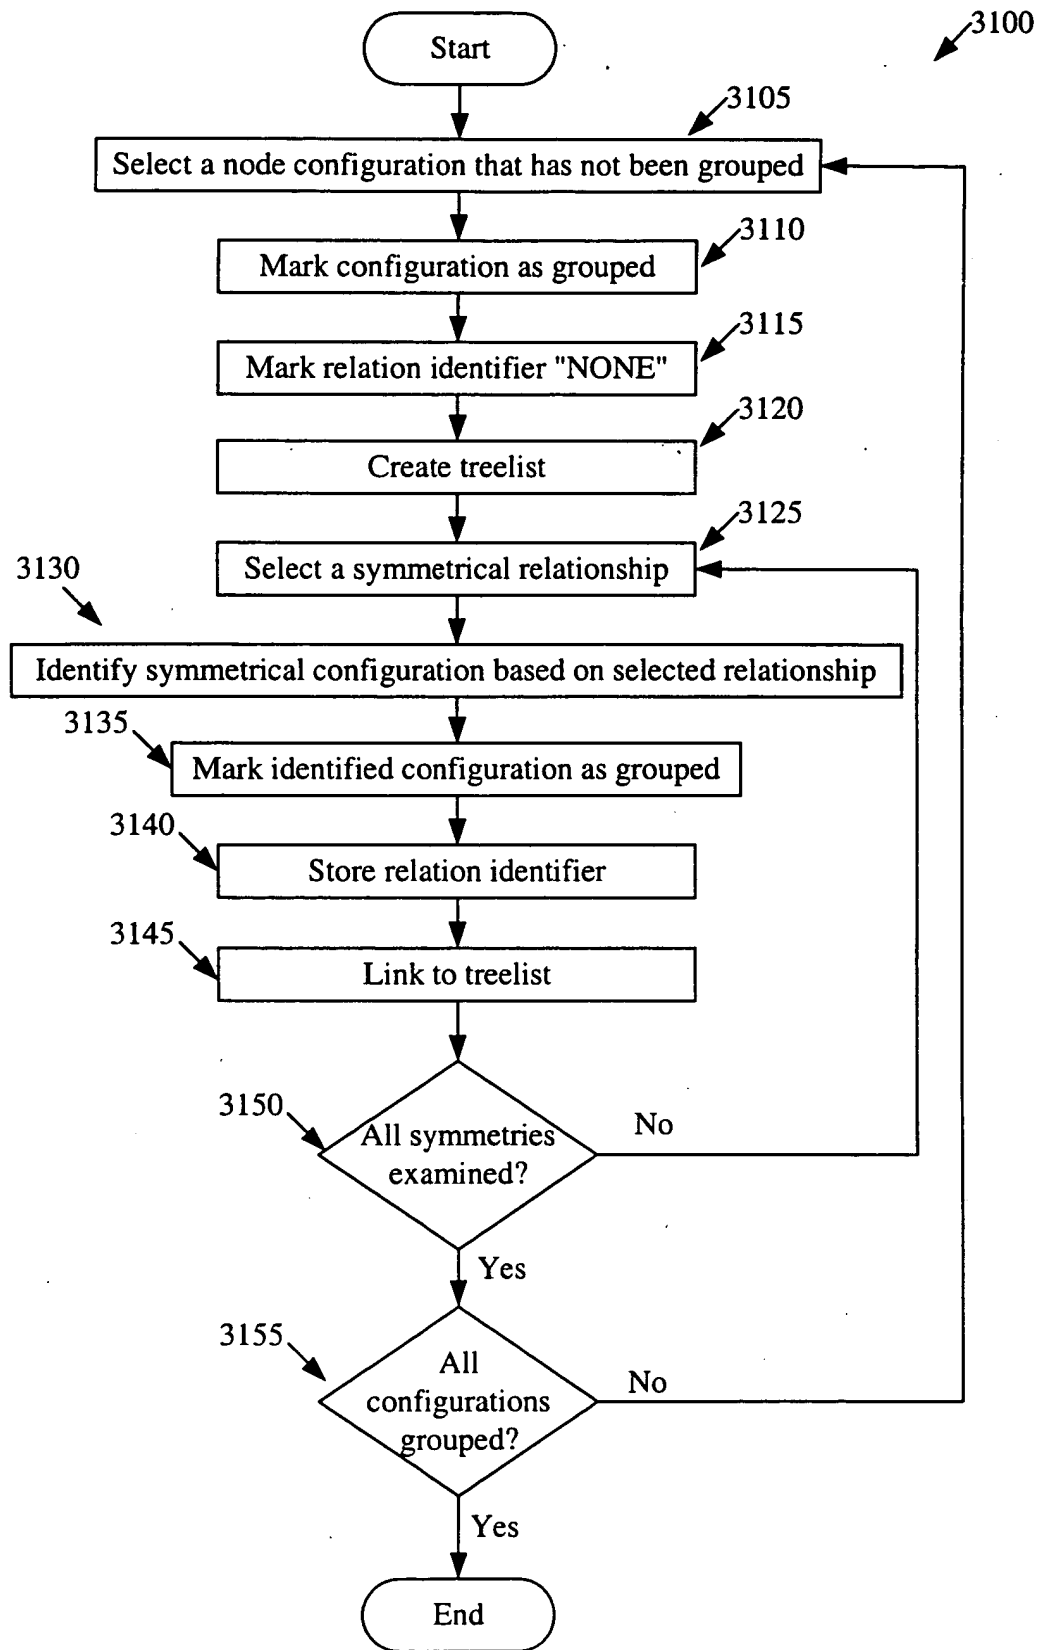 3100
Start
3105
Select a node configuration that has not been grouped
3110
Mark configuration as grouped
3115
Mark relation identifier "NONE"
3120
Create treelist
3125
Select a symmetrical relationship
3130
Identify symmetrical configuration based on selected relationship
3135
Mark identified configuration as grouped
3140
Store relation identifier
3145
Link to treelist
3150
All symmetries
examined?
No
Yes
3155
All
configurations
grouped?
No
Yes
End